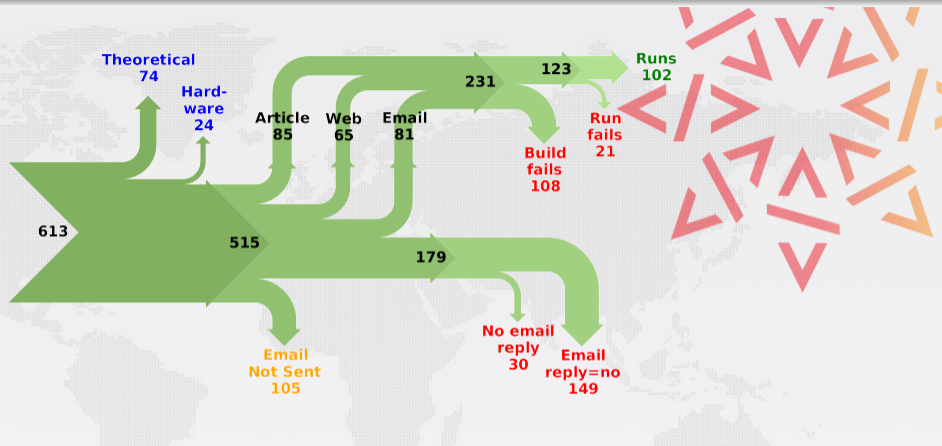 Theoretical
74
Hard-
ware
24
Article
85
Web
65
Email
81
231
123
Runs
102
Run
fails
21
Build
fails
108
613
515
179
Email
Not Sent
105
No email
reply
30
Email
reply=no
149